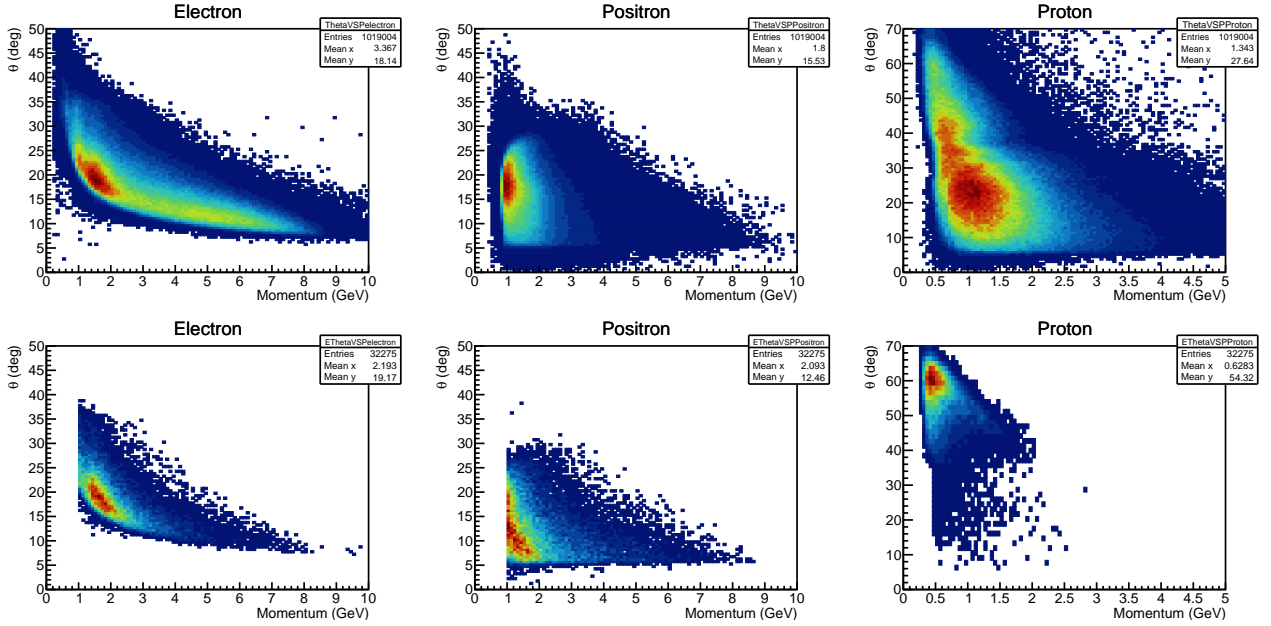 Electron
ThetaVSPelectron
Entries 1019004
Mean x 3.367
Mean y 18.14
θ (deg)
50
45
40
35
30
25
20
15
10
5
0
0 1 2 3 4 5 6 7 8 9 10
Momentum (GeV)
Positron
ThetaVSPPositron
Entries 1019004
Mean x 1.8
Mean y 15.53
θ (deg)
50
45
40
35
30
25
20
15
10
5
0
0 1 2 3 4 5 6 7 8 9 10
Momentum (GeV)
Proton
ThetaVSPProton
Entries 1019004
Mean x 1.343
Mean y 27.64
θ (deg)
70
60
50
40
30
20
10
0
0 0.5 1 1.5 2 2.5 3 3.5 4 4.5 5
Momentum (GeV)
Electron
EThetaVSPelectron
Entries 32275
Mean x 2.193
Mean y 19.17
θ (deg)
50
45
40
35
30
25
20
15
10
5
0
0 1 2 3 4 5 6 7 8 9 10
Momentum (GeV)
Positron
EThetaVSPPositron
Entries 32275
Mean x 2.093
Mean y 12.46
θ (deg)
50
45
40
35
30
25
20
15
10
5
0
0 1 2 3 4 5 6 7 8 9 10
Momentum (GeV)
Proton
EThetaVSPProton
Entries 32275
Mean x 0.6283
Mean y 54.32
θ (deg)
70
60
50
40
30
20
10
0
0 0.5 1 1.5 2 2.5 3 3.5 4 4.5 5
Momentum (GeV)